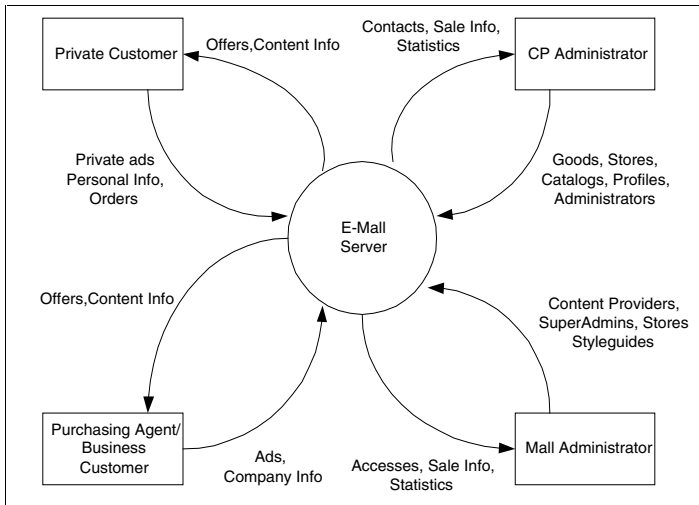 Private Customer
Offers,Content Info
Contacts, Sale Info,
Statistics
CP Administrator
Private ads
Personal Info,
Orders
Goods, Stores,
Catalogs, Profiles,
Administrators
E-Mall
Server
Offers,Content Info
Content Providers,
SuperAdmins, Stores
Styleguides
Purchasing Agent/
Business
Customer
Ads,
Company Info
Accesses, Sale Info,
Statistics
Mall Administrator